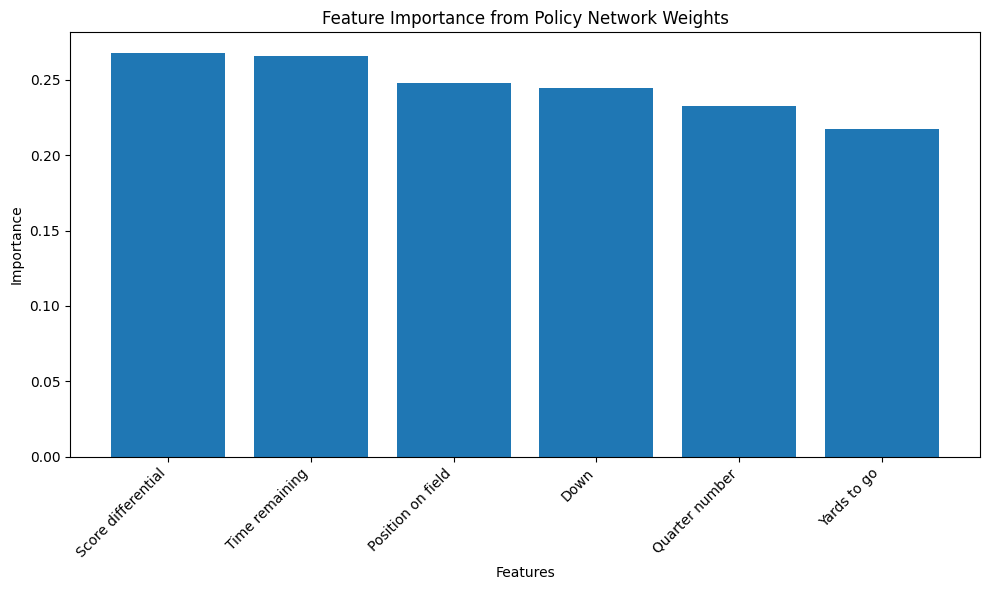 Feature Importance from Policy Network Weights
Importance
0.25
0.20
0.15
0.10
0.05
0.00
Score differential
Time remaining
Position on field
Down
Quarter number
Yards to go
Features